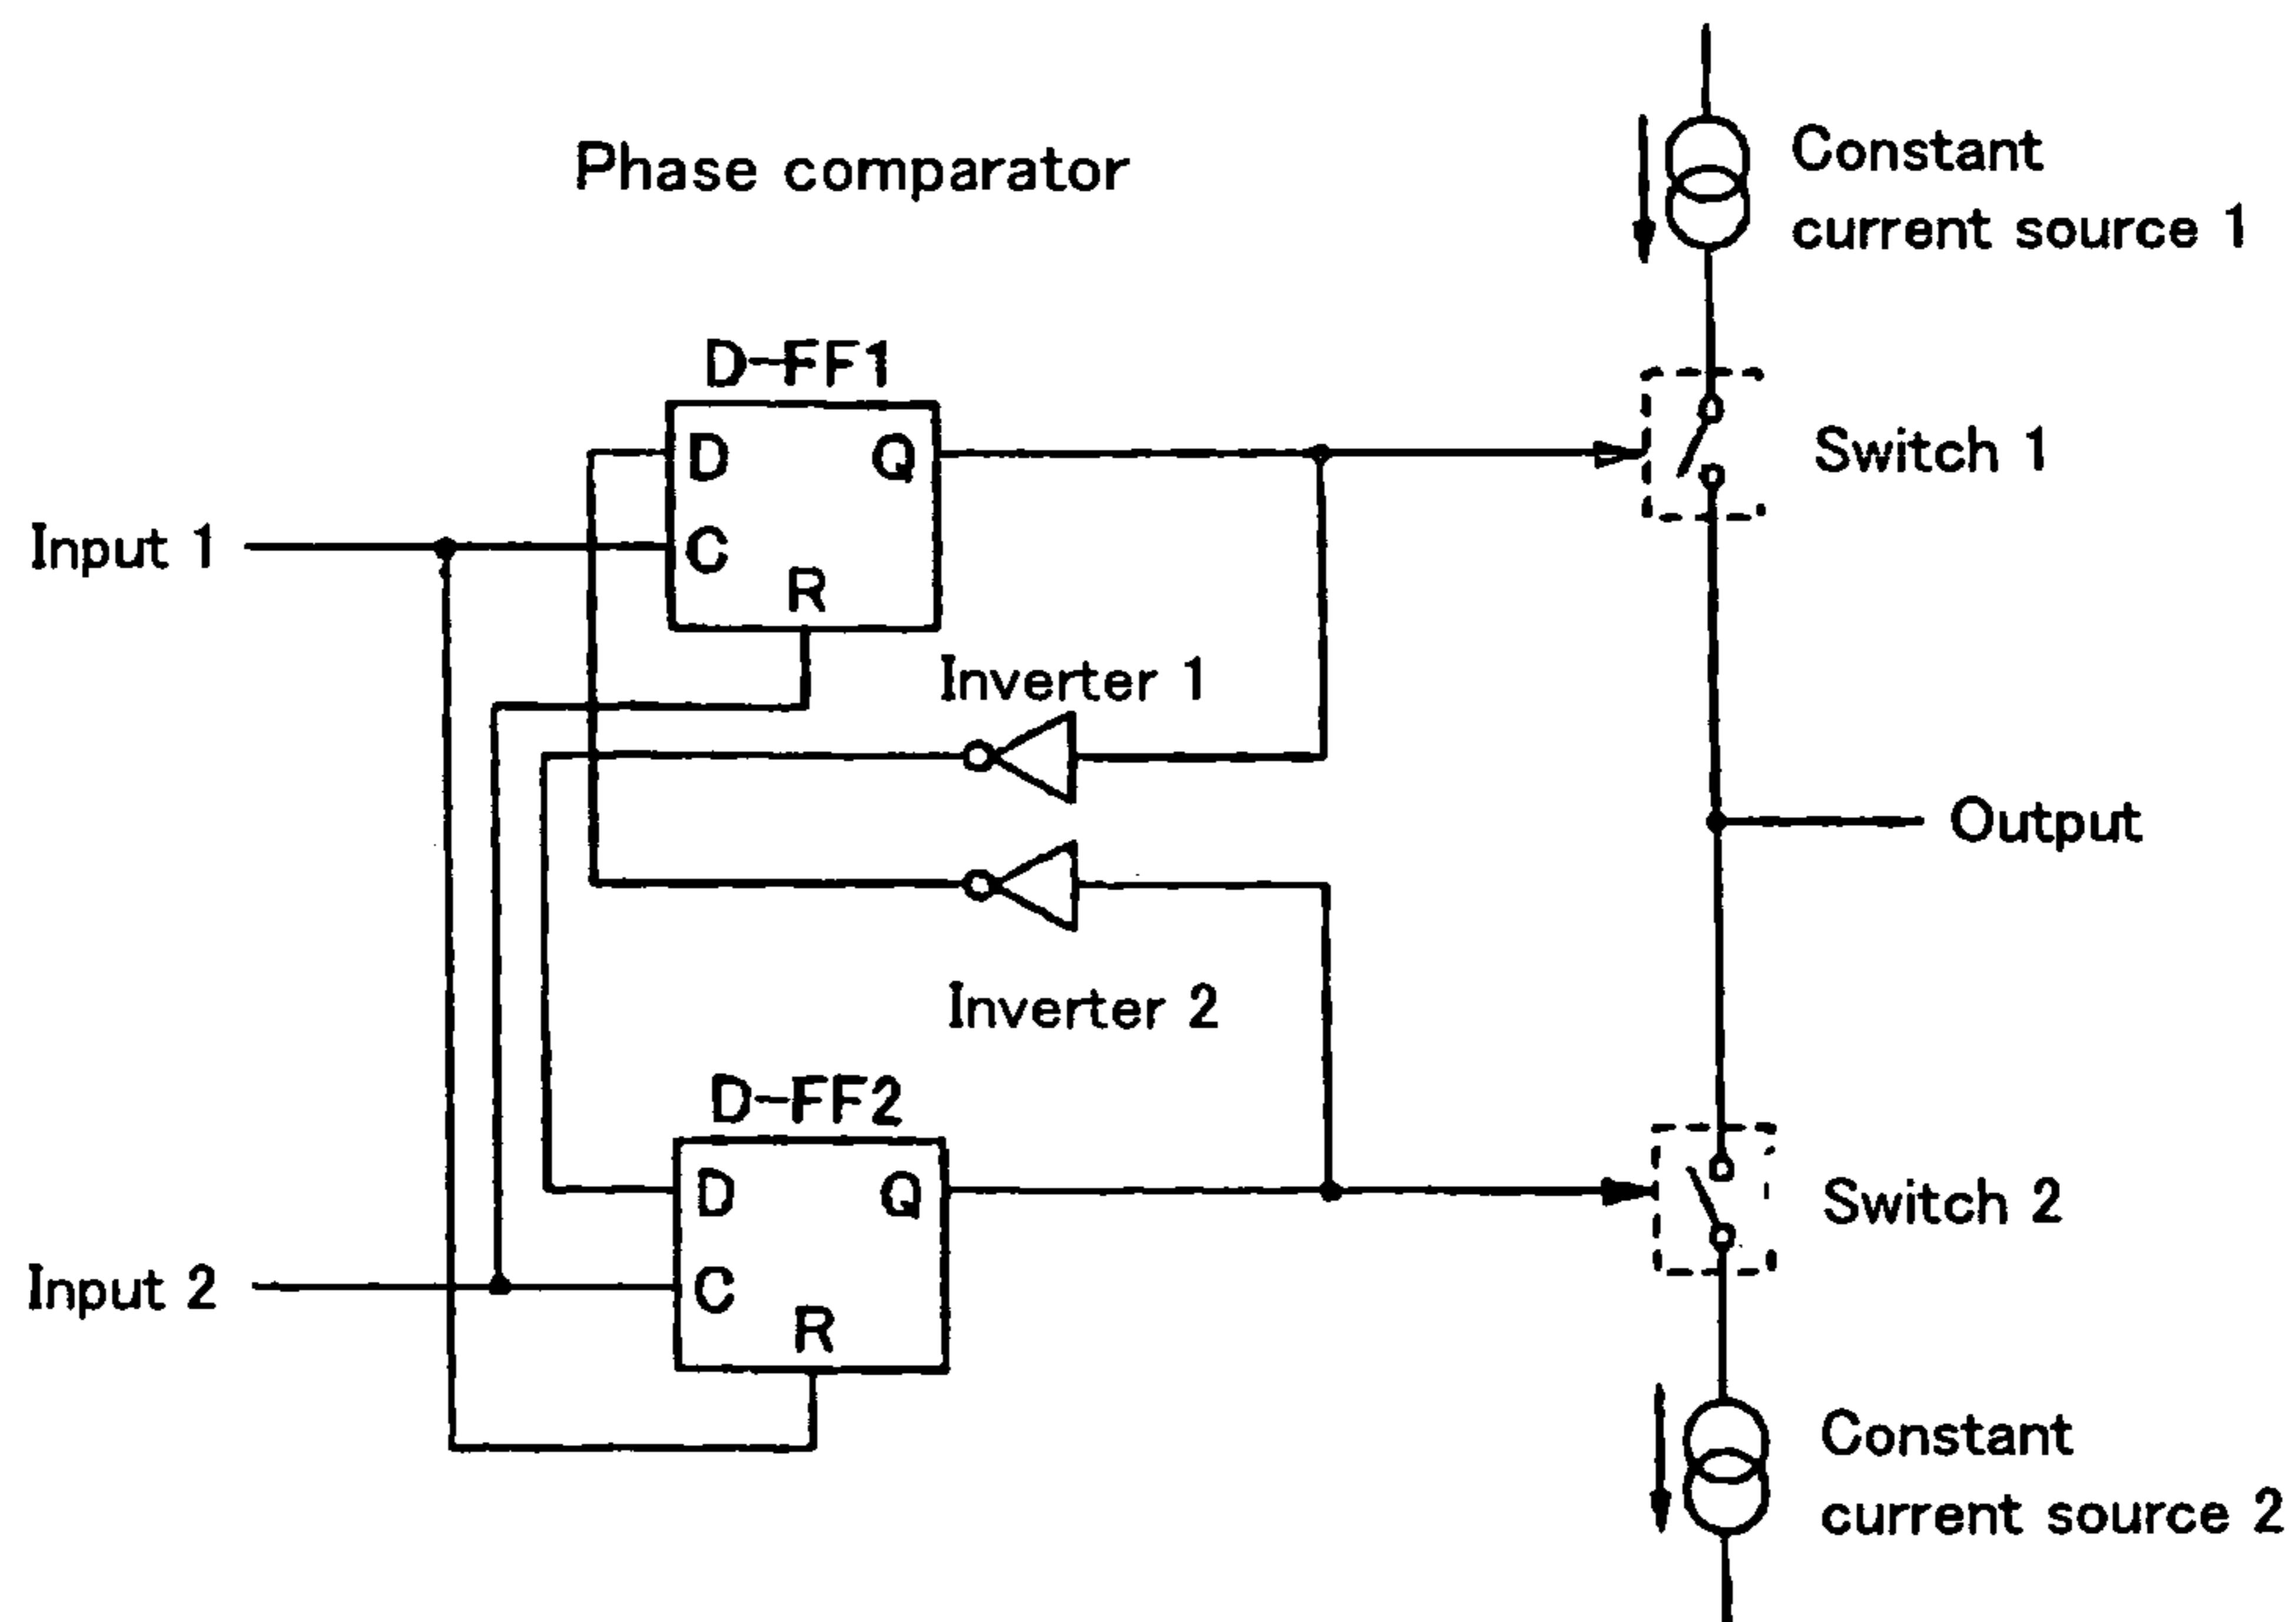 Phase comparator
Constant
current source 1
D-FF1
D
Q
C
R
Switch 1
Input 1
Inverter 1
Output
Inverter 2
D-FF2
D
Q
C
R
Switch 2
Input 2
Constant
current source 2